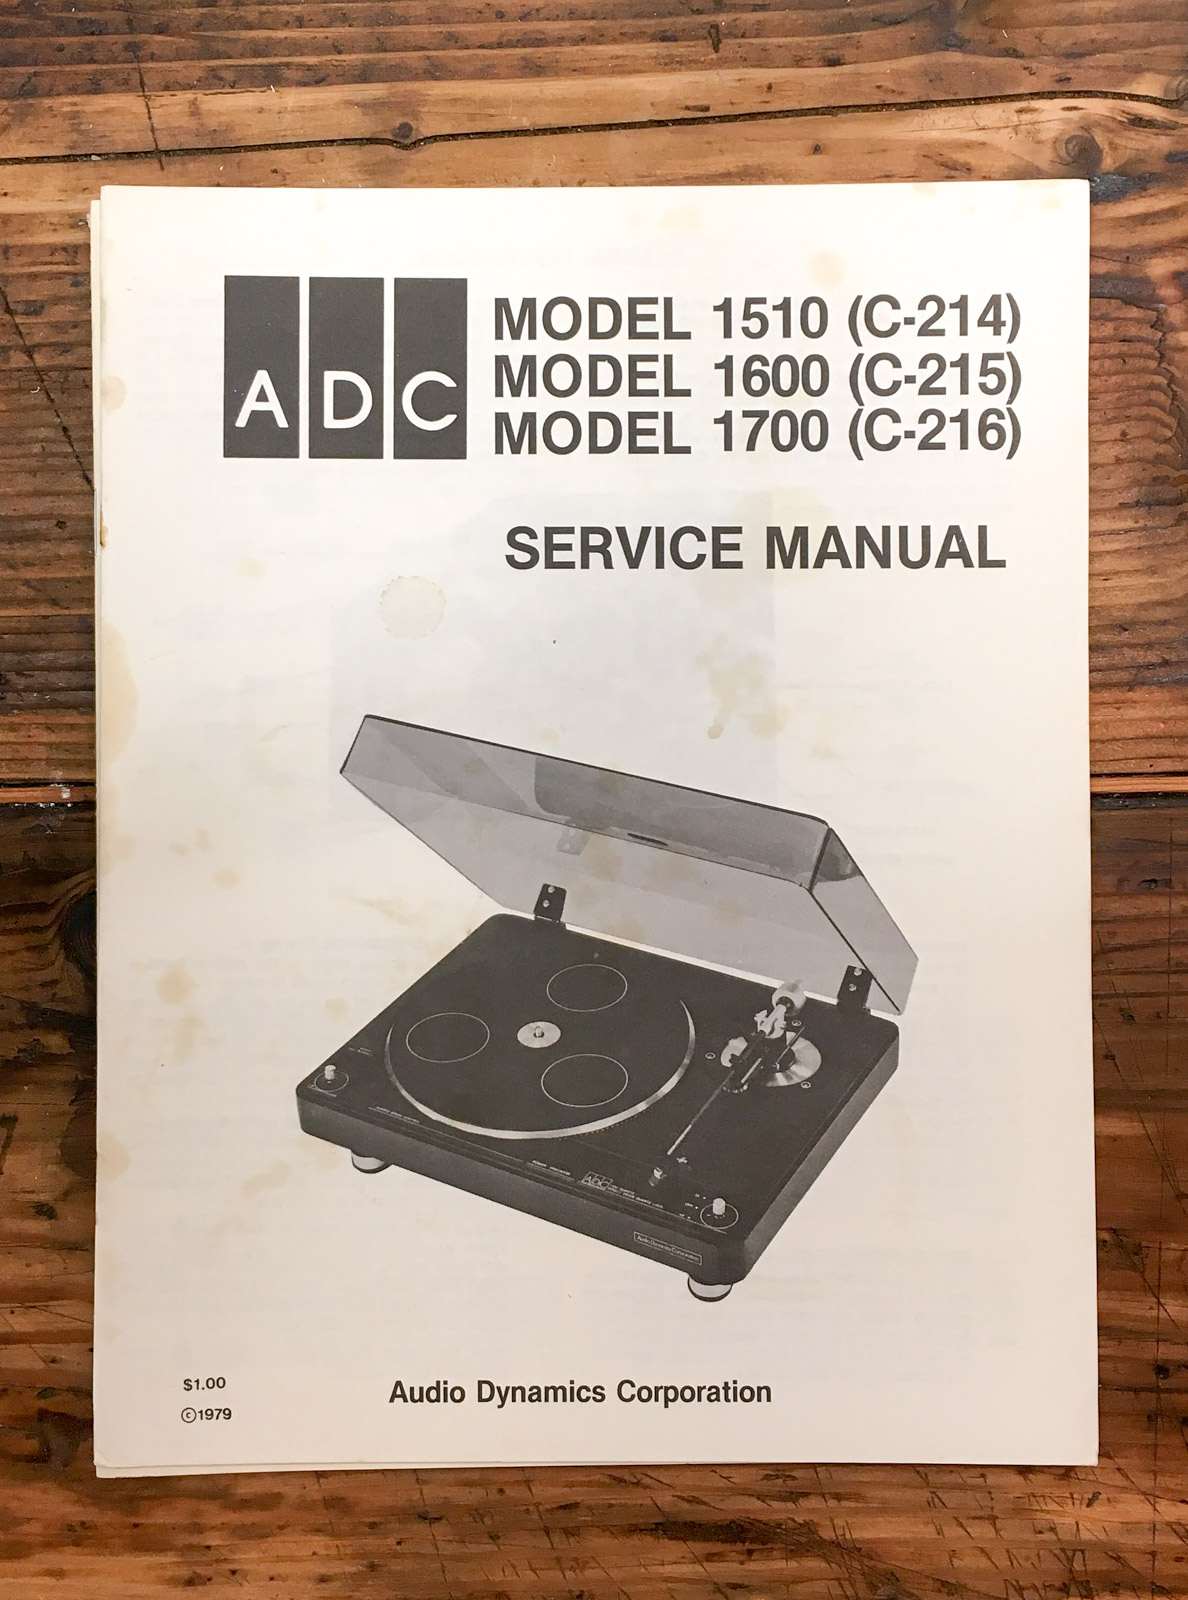 ADC
MODEL 1510 (C-214)
MODEL 1600 (C-215)
MODEL 1700 (C-216)
SERVICE MANUAL
ADC
Audio Dynamics Corporation
$1.00
Audio Dynamics Corporation
©1979